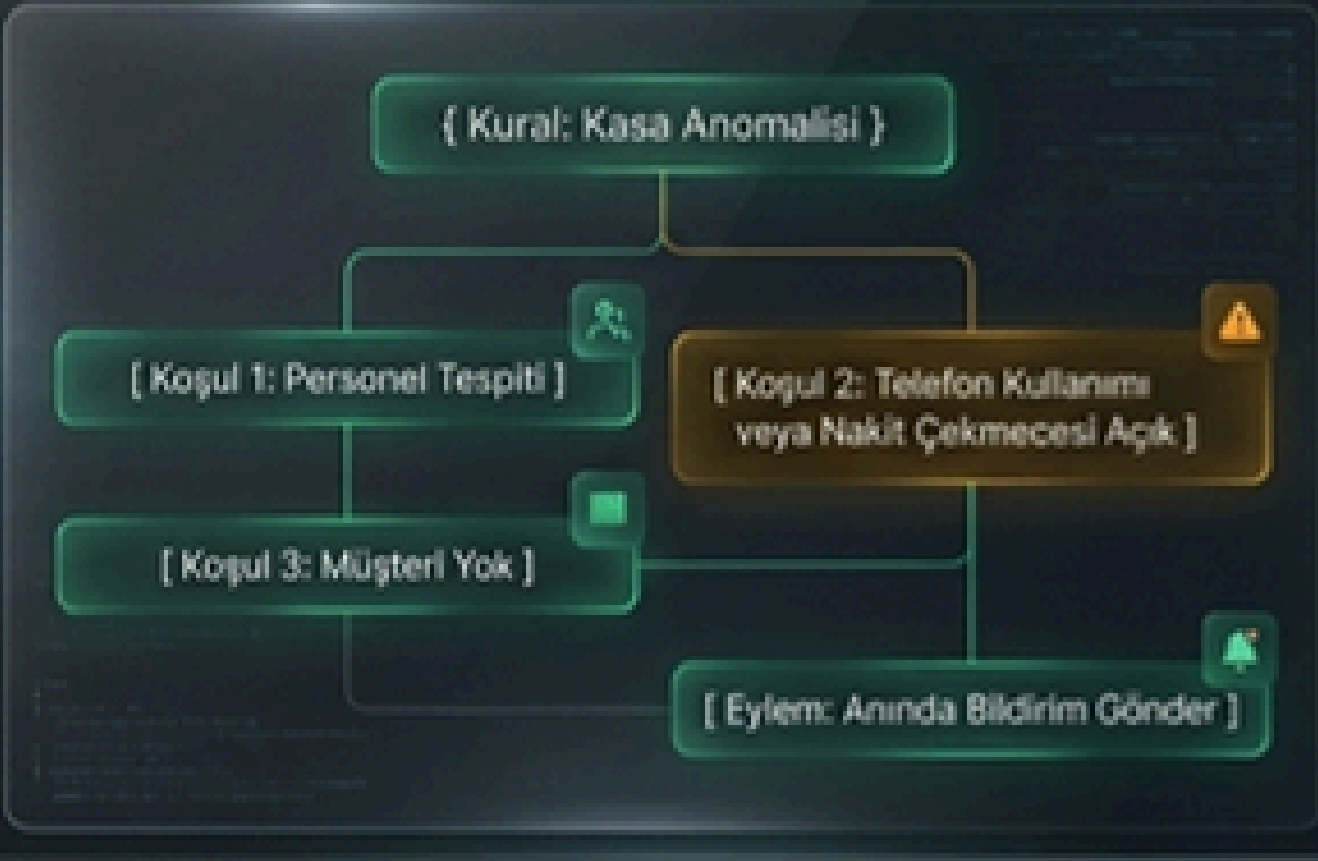 { Kural: Kasa Anomalisi }
[ Koşul 1: Personel Tespiti ]
[ Koşul 2: Telefon Kullanımı
veya Nakit Çekmecesi Açık ]
[ Koşul 3: Müşteri Yok ]
[ Eylem: Anında Bildirim Gönder ]